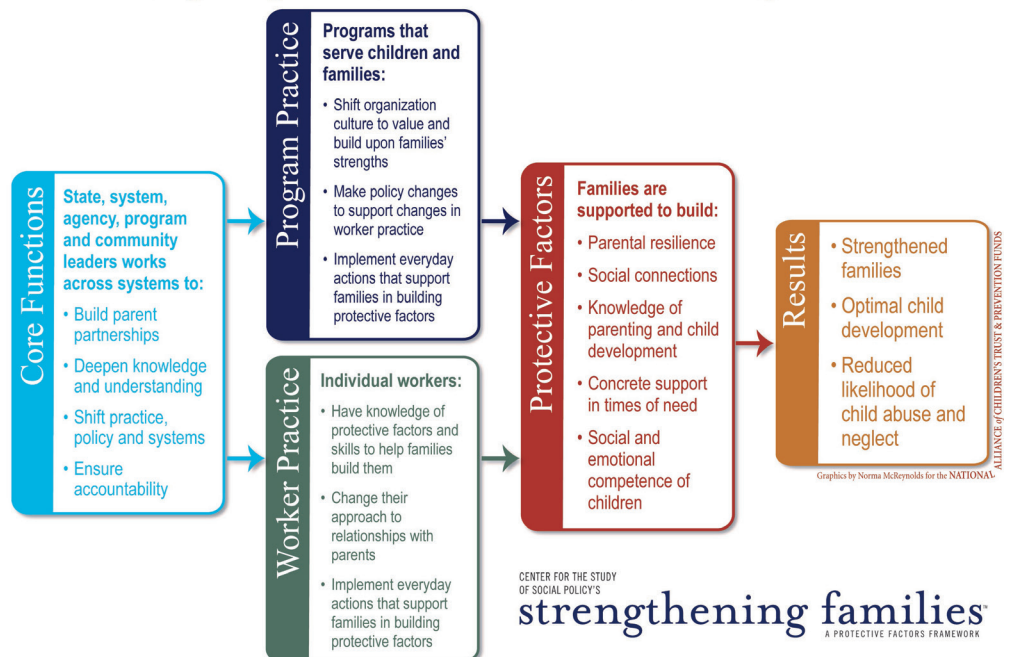 Core Functions
State, system,
agency, program
and community
leaders works
across systems to:
• Build parent
partnerships
• Deepen knowledge
and understanding
• Shift practice,
policy and systems
• Ensure
accountability
Program Practice
Programs that
serve children and
families:
• Shift organization
culture to value and
build upon families'
strengths
• Make policy changes
to support changes in
worker practice
• Implement everyday
actions that support
families in building
protective factors
Worker Practice
Individual workers:
• Have knowledge of
protective factors and
skills to help families
build them
• Change their
approach to
relationships with
parents
• Implement everyday
actions that support
families in building
protective factors
Protective Factors
Families are
supported to build:
• Parental resilience
• Social connections
• Knowledge of
parenting and child
development
• Concrete support
in times of need
• Social and
emotional
competence of
children
Results
• Strengthened
families
• Optimal child
development
• Reduced
likelihood of
child abuse and
neglect
Graphics by Norma McReynolds for the NATIONAL
ALLIANCE of CHILDREN'S TRUST & PREVENTION FUNDS
CENTER FOR THE STUDY
OF SOCIAL POLICY'S
strengthening families™
A PROTECTIVE FACTORS FRAMEWORK